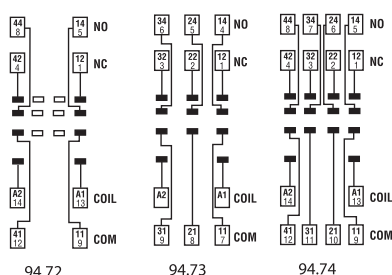 44 14 NO
8 5
42 12 NC
4 1
A2 A1 COIL
14 13
41 11 COM
12 9
94.72
34 24 14 NO
6 5 4
32 22 12 NC
3 2 1
A2 A1 COIL
31 21 11 COM
9 8 7
94.73
44 34 24 14 NO
8 7 6 5
42 32 22 12 NC
4 3 2 1
A2 A1 COIL
14 13
41 31 21 11 COM
12 11 10 9
94.74